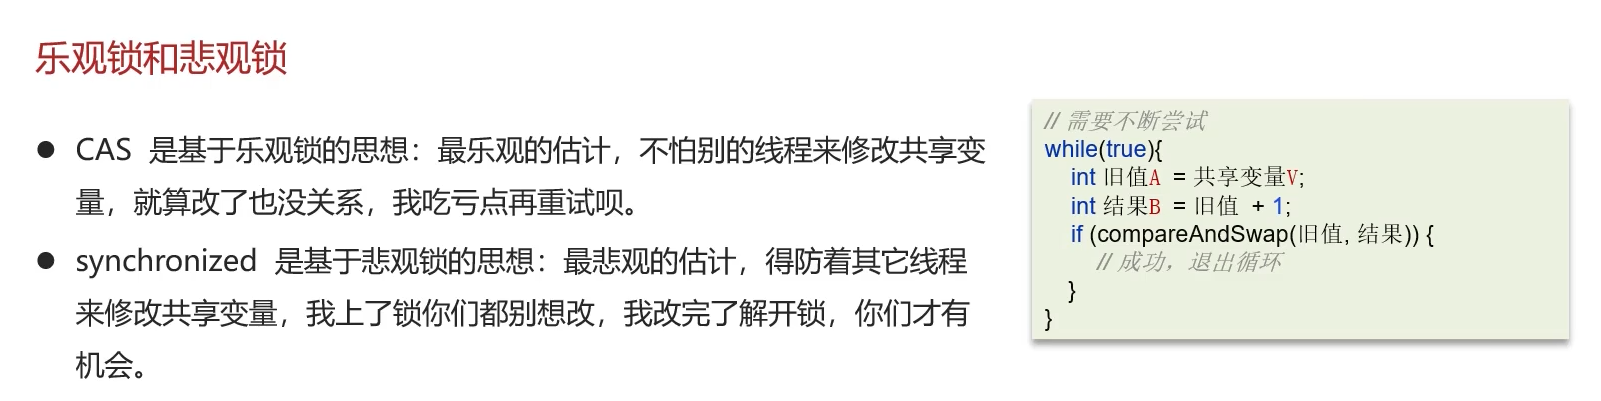 乐观锁和悲观锁
● CAS 是基于乐观锁的思想：最乐观的估计，不怕别的线程来修改共享变
量，就算改了也没关系，我吃亏点再重试呗。
● synchronized 是基于悲观锁的思想：最悲观的估计，得防着其它线程
来修改共享变量，我上了锁你们都别想改，我改完了解开锁，你们才有
机会。
// 需要不断尝试
while(true){
int 旧值A = 共享变量V;
int 结果B = 旧值 + 1;
if (compareAndSwap(旧值, 结果)) {
// 成功，退出循环
}
}